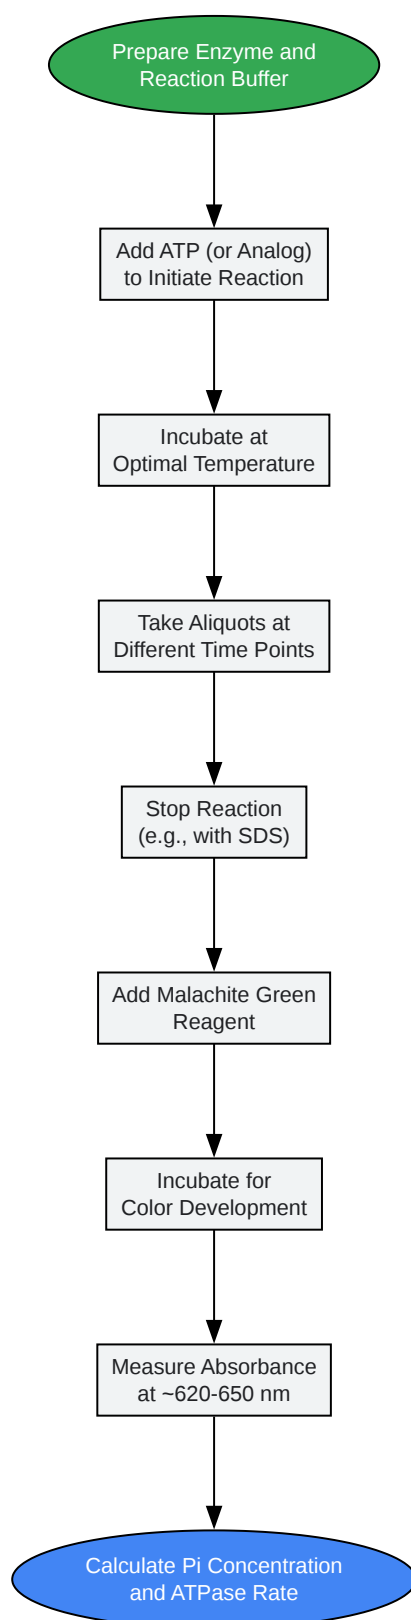 Prepare Enzyme and
Reaction Buffer
Add ATP (or Analog)
to Initiate Reaction
Incubate at
Optimal Temperature
Take Aliquots at
Different Time Points
Stop Reaction
(e.g., with SDS)
Add Malachite Green
Reagent
Incubate for
Color Development
Measure Absorbance
at ~620-650 nm
Calculate Pi Concentration
and ATPase Rate